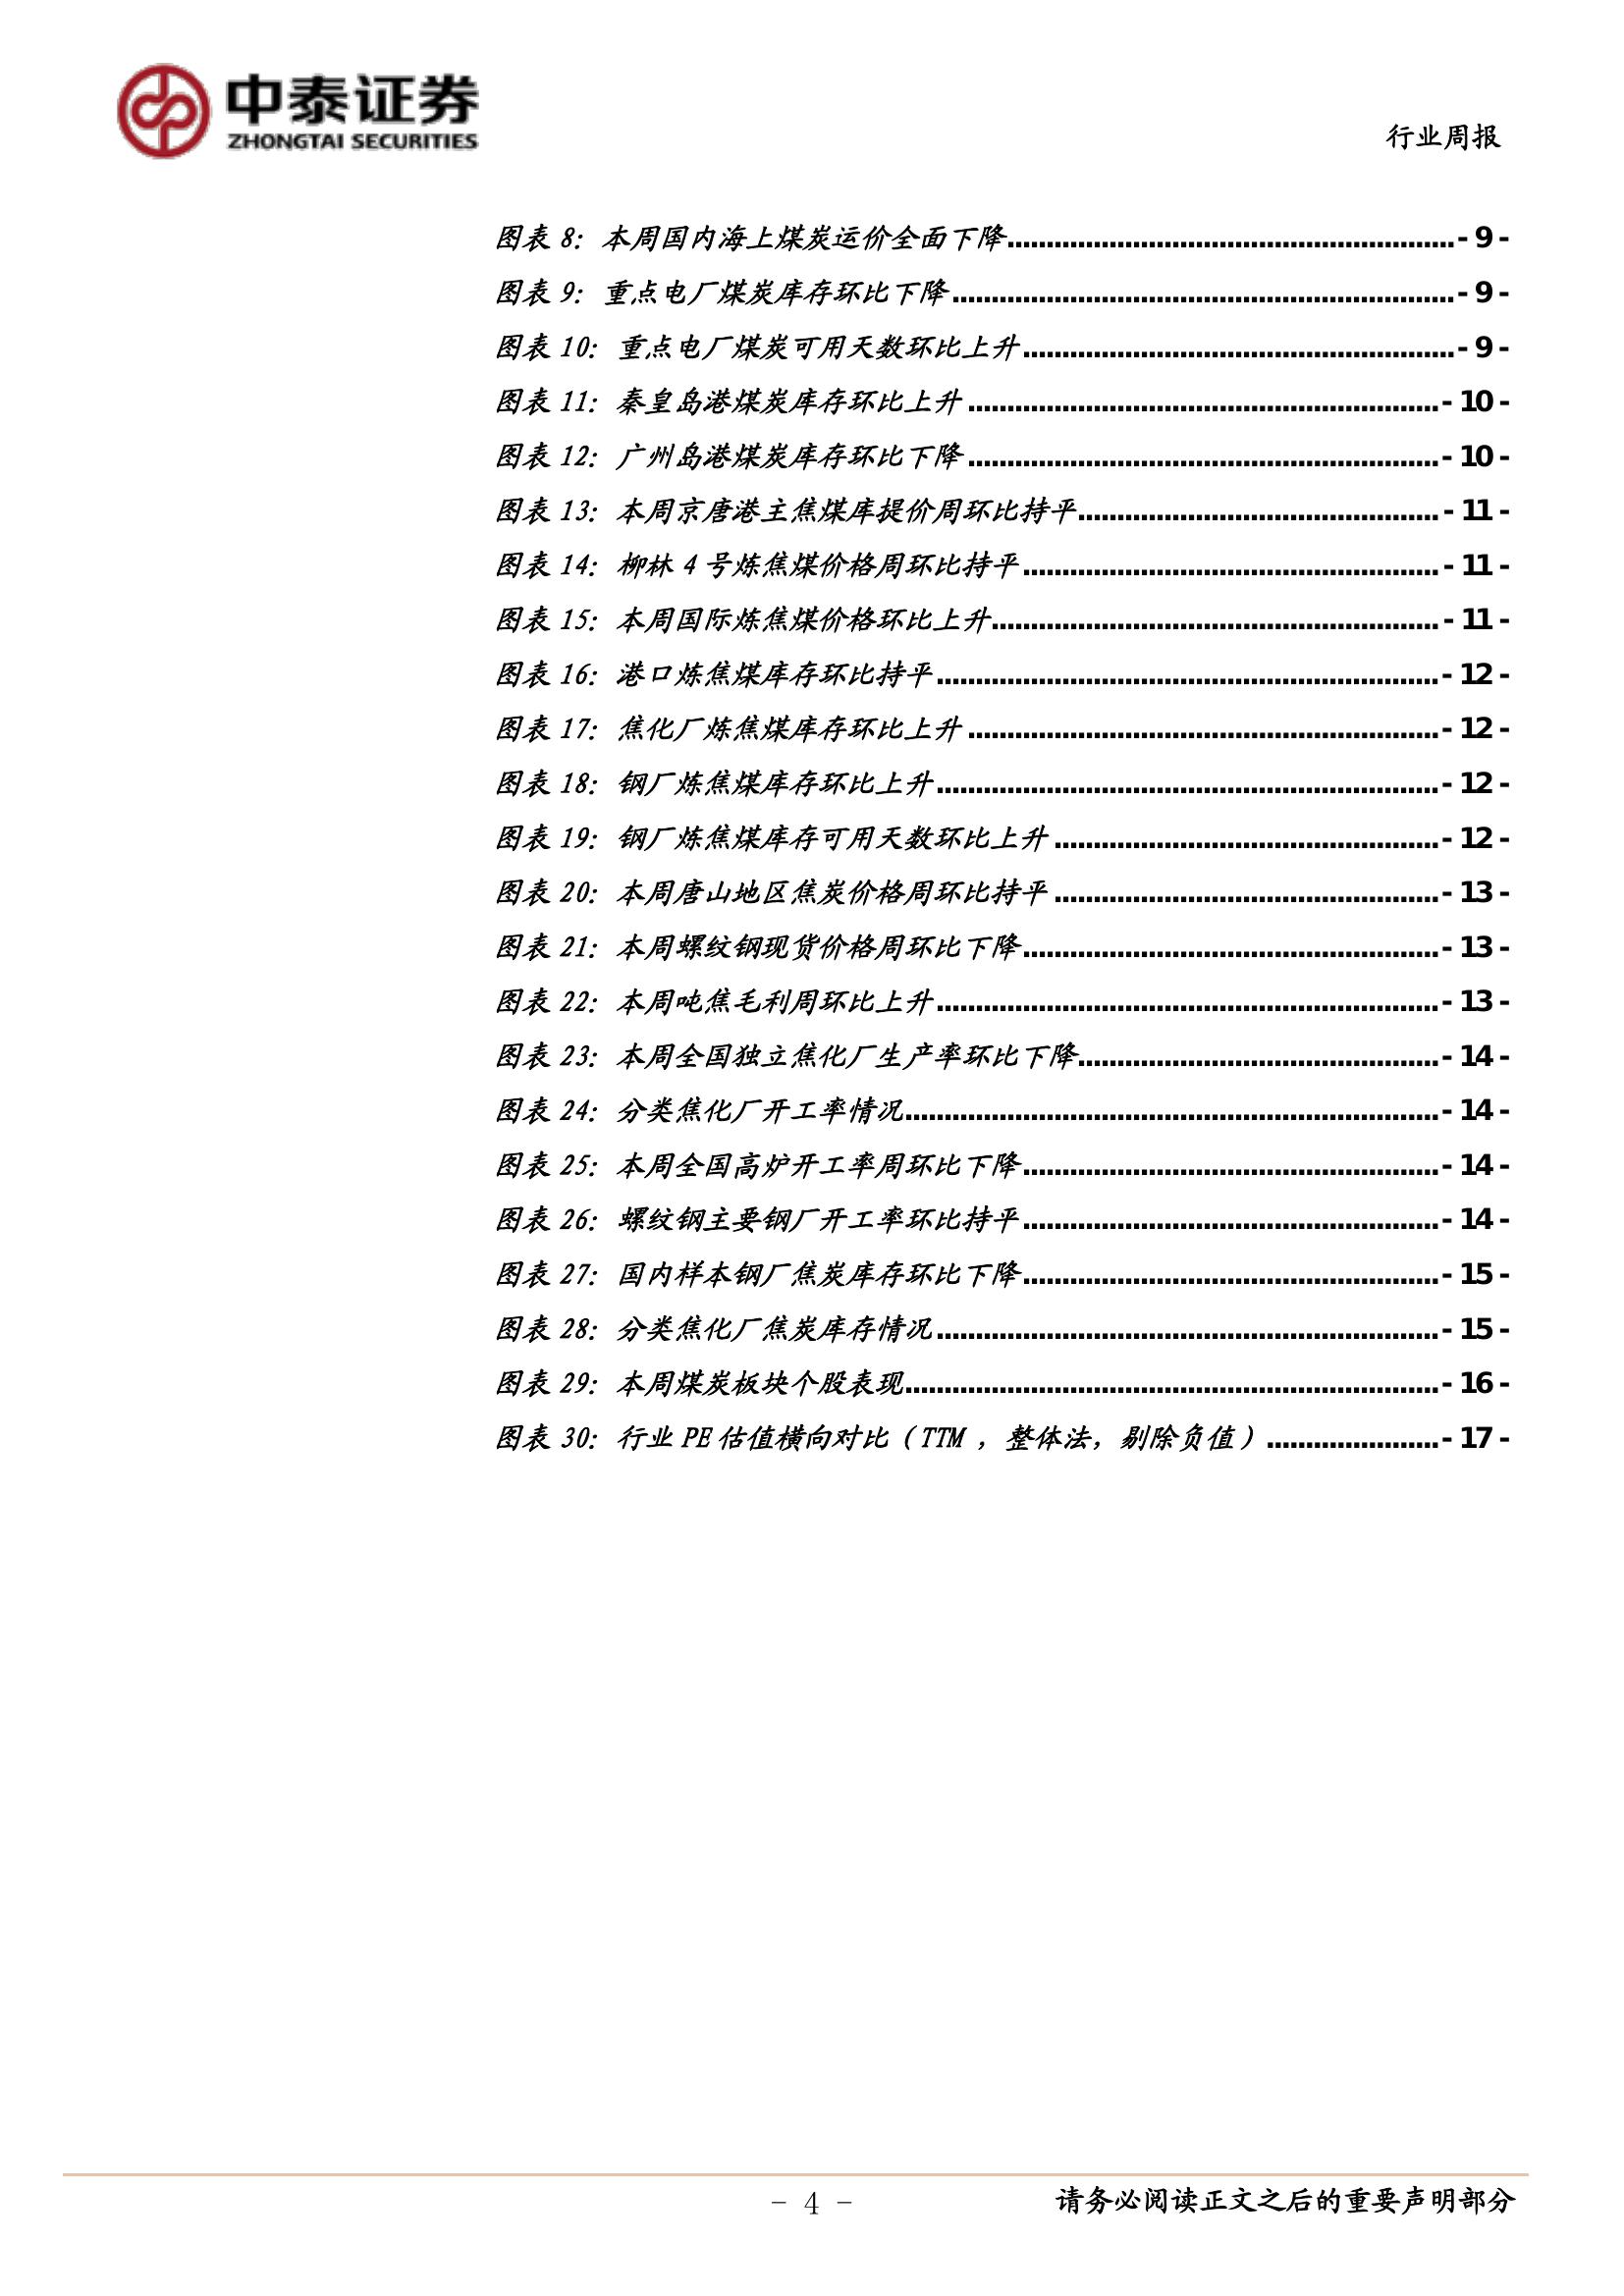 中泰证券
ZHONGTAI SECURITIES
行业周报
图表 8：本周国内海上煤炭运价全面下降 - 9 -
图表 9：重点电厂煤炭库存环比下降 - 9 -
图表 10：重点电厂煤炭可用天数环比上升 - 9 -
图表 11：秦皇岛港煤炭库存环比上升 - 10 -
图表 12：广州岛港煤炭库存环比下降 - 10 -
图表 13：本周京唐港主焦煤库提价周环比持平 - 11 -
图表 14：柳林 4 号炼焦煤价格周环比持平 - 11 -
图表 15：本周国际炼焦煤价格环比上升 - 11 -
图表 16：港口炼焦煤库存环比持平 - 12 -
图表 17：焦化厂炼焦煤库存环比上升 - 12 -
图表 18：钢厂炼焦煤库存环比上升 - 12 -
图表 19：钢厂炼焦煤库存可用天数环比上升 - 12 -
图表 20：本周唐山地区焦炭价格周环比持平 - 13 -
图表 21：本周螺纹钢现货价格周环比下降 - 13 -
图表 22：本周吨焦毛利周环比上升 - 13 -
图表 23：本周全国独立焦化厂生产率环比下降 - 14 -
图表 24：分类焦化厂开工率情况 - 14 -
图表 25：本周全国高炉开工率周环比下降 - 14 -
图表 26：螺纹钢主要钢厂开工率环比持平 - 14 -
图表 27：国内样本钢厂焦炭库存环比下降 - 15 -
图表 28：分类焦化厂焦炭库存情况 - 15 -
图表 29：本周煤炭板块个股表现 - 16 -
图表 30：行业 PE 估值横向对比（TTM ，整体法，剔除负值） - 17 -
- 4 -
请务必阅读正文之后的重要声明部分